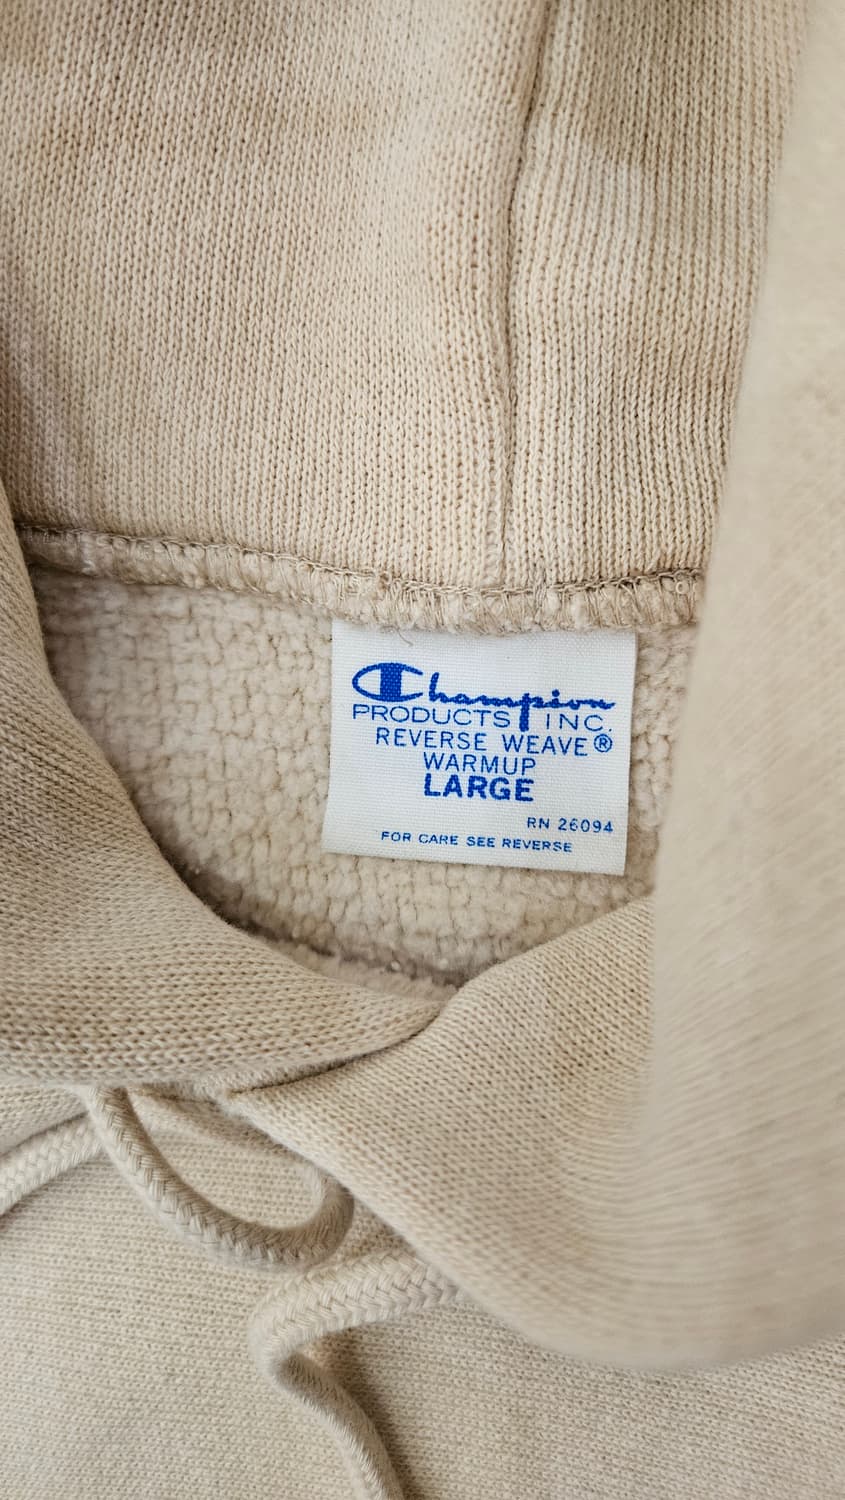 Champion
PRODUCTS INC.
REVERSE WEAVE®
WARMUP
LARGE
RN 26094
FOR CARE SEE REVERSE